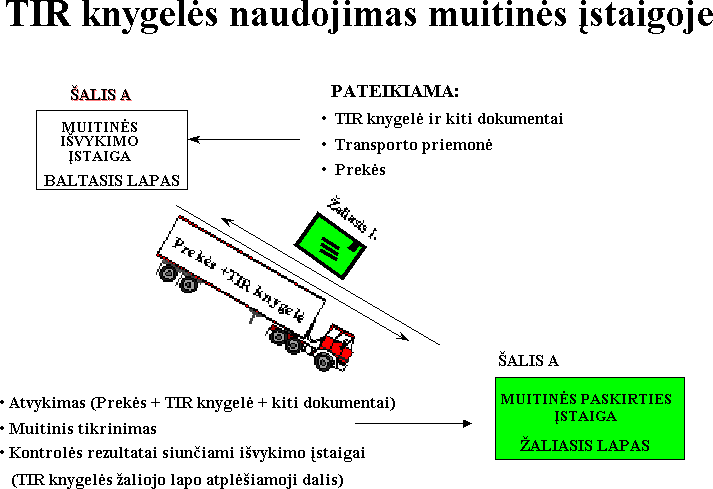 TIR knygelės naudojimas muitinės įstaigoje
ŠALIS A
MUITINĖS
IŠVYKIMO
ĮSTAIGA
BALTASIS LAPAS
PATEIKIAMA:
• TIR knygelė ir kiti dokumentai
• Transporto priemonė
• Prekės
Žaliasis l.
Prekės +TIR knygelė
ŠALIS A
MUITINĖS PASKIRTIES
ĮSTAIGA
ŽALIASIS LAPAS
• Atvykimas (Prekės + TIR knygelė + kiti dokumentai)
• Muitinis tikrinimas
• Kontrolės rezultatai siunčiami išvykimo įstaigai
(TIR knygelės žaliojo lapo atplėšiamoji dalis)